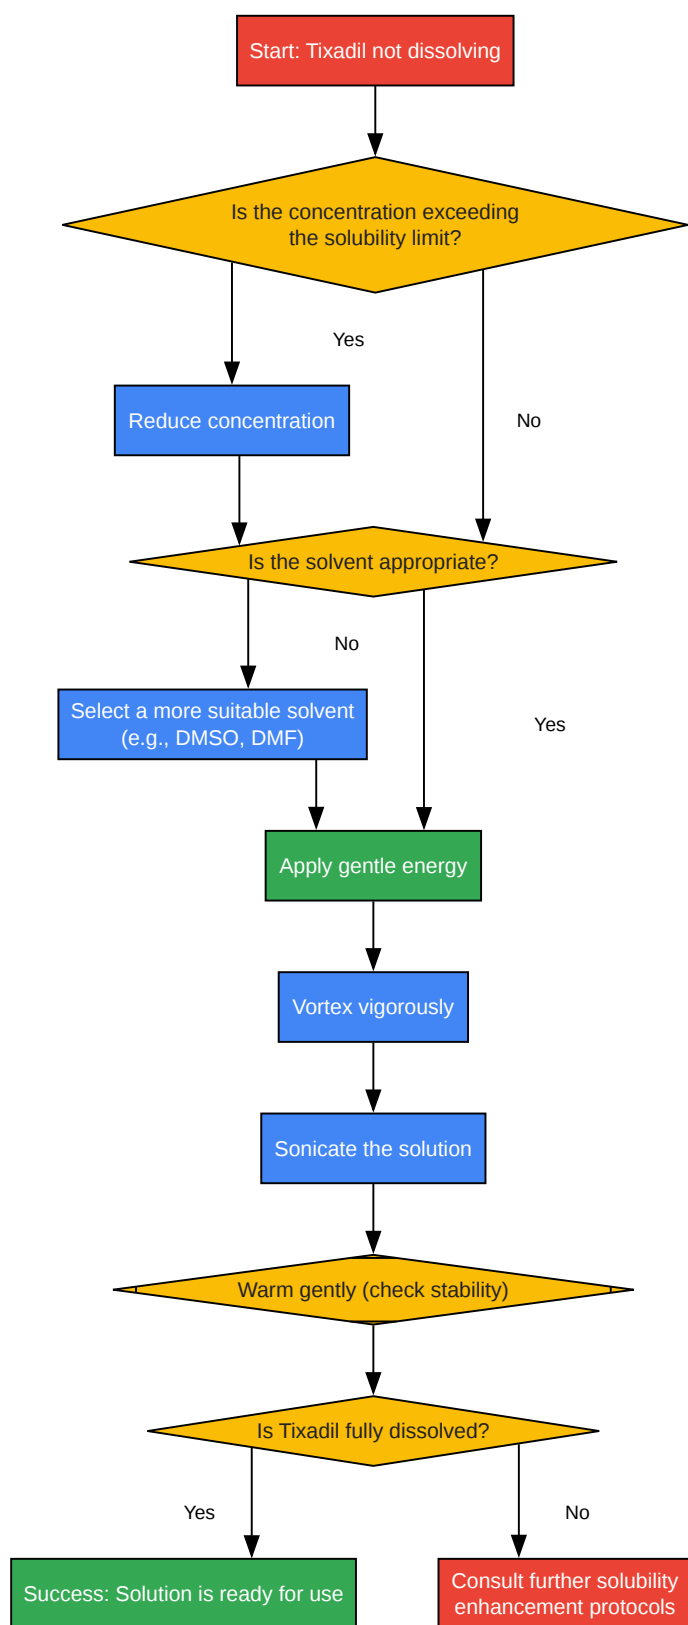 Start: Tixadil not dissolving
Is the concentration exceeding
the solubility limit?
Yes
Reduce concentration
No
Is the solvent appropriate?
No
Select a more suitable solvent
(e.g., DMSO, DMF)
Yes
Apply gentle energy
Vortex vigorously
Sonicate the solution
Warm gently (check stability)
Is Tixadil fully dissolved?
Yes
No
Success: Solution is ready for use
Consult further solubility
enhancement protocols